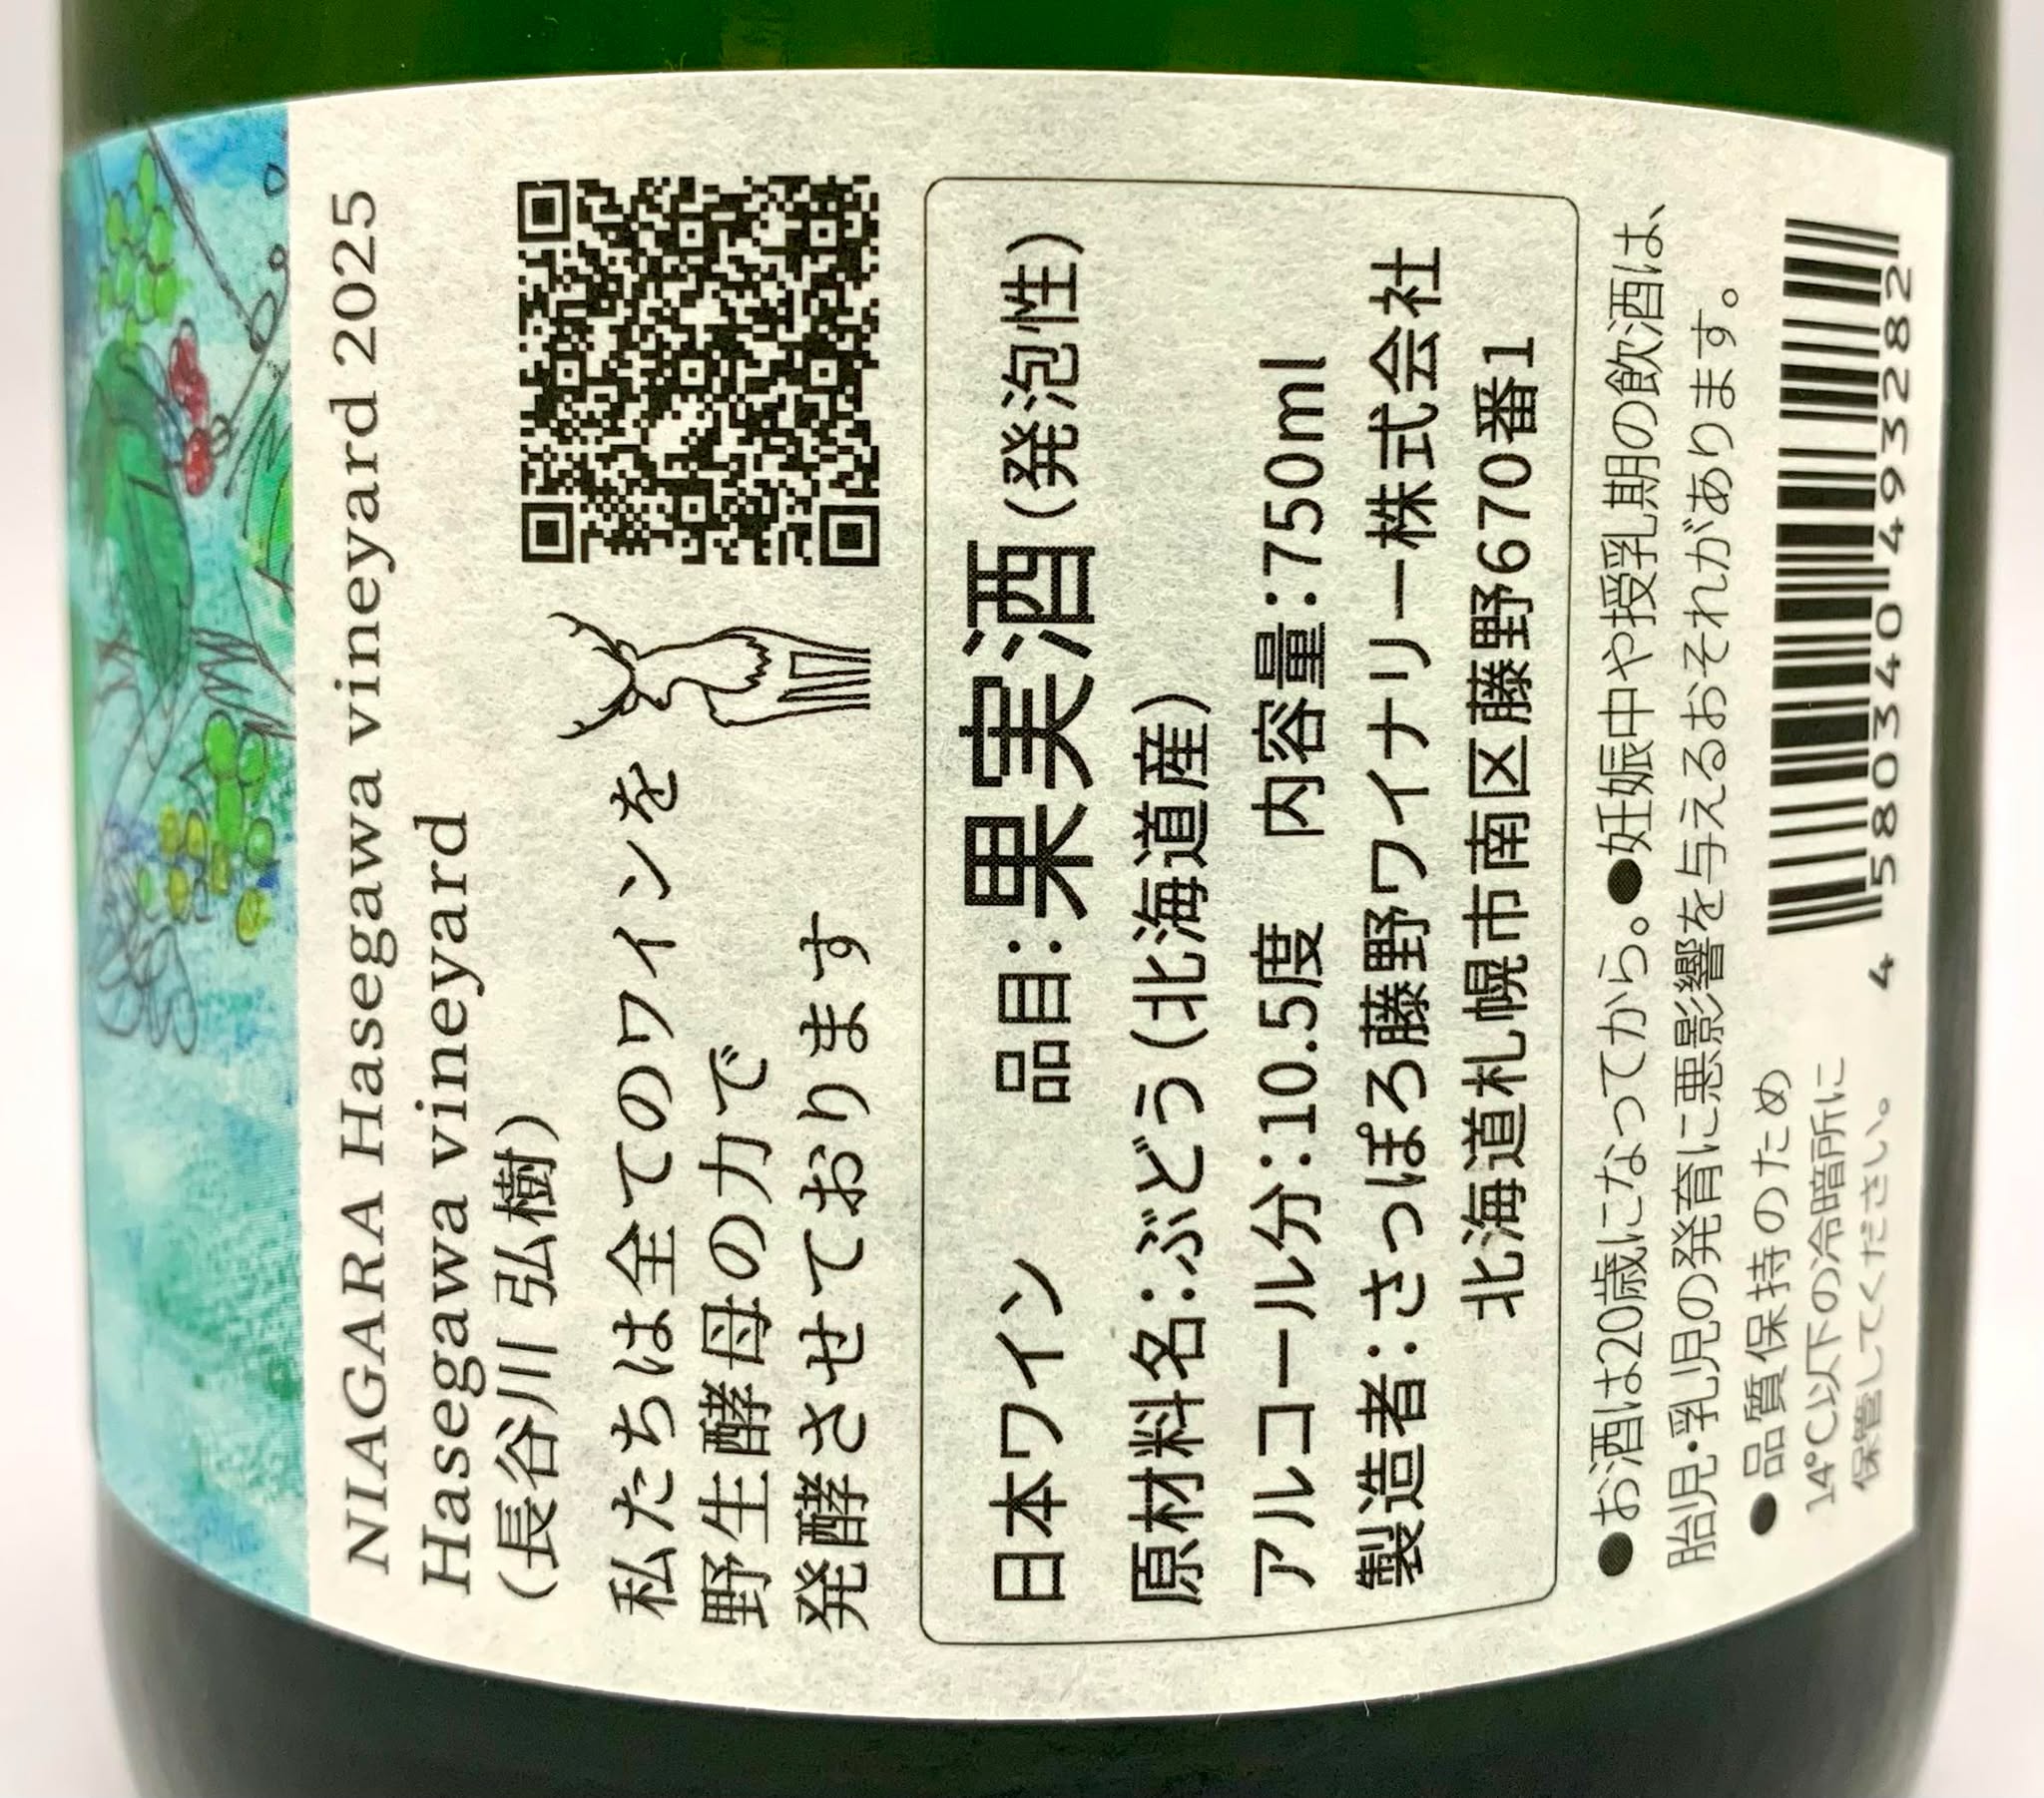 NIAGARA Hasegawa vineyard 2025
Hasegawa vineyard
(長谷川 弘樹)
私たちは全てのワインを
野生酵母の力で
発酵させております
日本ワイン 品目:果実酒(発泡性)
原材料名:ぶどう(北海道産)
アルコール分:10.5度 内容量:750ml
製造者:さっぽろ藤野ワイナリー株式会社
北海道札幌市南区藤野670番1
●お酒は20歳になってから。●妊娠中や授乳期の飲酒は、
胎児・乳児の発育に悪影響を与えるおそれがあります。
●品質保持のため
14℃以下の冷暗所に
保管してください。
4 580340 493282